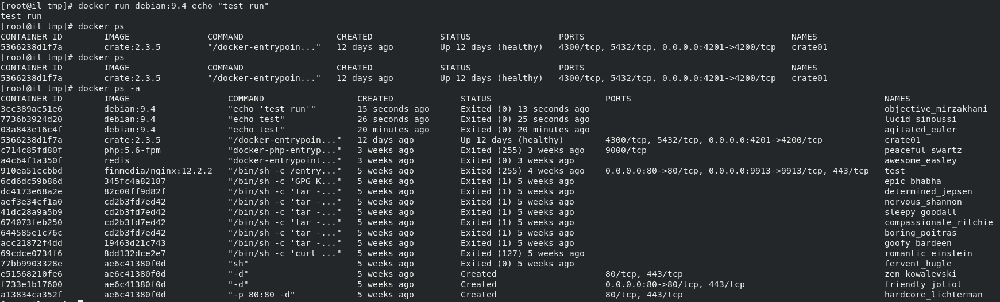 [root@il tmp]# docker run debian:9.4 echo "test run"
test run
[root@il tmp]# docker ps
CONTAINER ID        IMAGE               COMMAND                  CREATED             STATUS                 PORTS                                        NAMES
5366238d1f7a        crate:2.3.5         "/docker-entrypoin..."   12 days ago         Up 12 days (healthy)   4300/tcp, 5432/tcp, 0.0.0.0:4201->4200/tcp   crate01
[root@il tmp]# docker ps
CONTAINER ID        IMAGE               COMMAND                  CREATED             STATUS                 PORTS                                        NAMES
5366238d1f7a        crate:2.3.5         "/docker-entrypoin..."   12 days ago         Up 12 days (healthy)   4300/tcp, 5432/tcp, 0.0.0.0:4201->4200/tcp   crate01
[root@il tmp]# docker ps -a
CONTAINER ID        IMAGE                   COMMAND                  CREATED             STATUS                      PORTS                                                 NAMES
3cc389ac51e6        debian:9.4              "echo 'test run'"        15 seconds ago      Exited (0) 13 seconds ago                                                         objective_mirzakhani
7736b3924d20        debian:9.4              "echo test"              26 seconds ago      Exited (0) 25 seconds ago                                                         lucid_sinoussi
03a843e16c4f        debian:9.4              "echo test"              20 minutes ago      Exited (0) 20 minutes ago                                                         agitated_euler
5366238d1f7a        crate:2.3.5             "/docker-entrypoin..."   12 days ago         Up 12 days (healthy)        4300/tcp, 5432/tcp, 0.0.0.0:4201->4200/tcp            crate01
c714c85fd80f        php:5.6-fpm             "docker-php-entryp..."   3 weeks ago         Exited (255) 3 weeks ago    9000/tcp                                              peaceful_swartz
a4c64f1a350f        redis                   "docker-entrypoint..."   3 weeks ago         Exited (0) 3 weeks ago                                                            awesome_easley
910ea51ccbbd        finmedia/nginx:12.2.2   "/bin/sh -c /entry..."   5 weeks ago         Exited (255) 4 weeks ago    0.0.0.0:80->80/tcp, 0.0.0.0:9913->9913/tcp, 443/tcp   test
6cd6dc59b86d        345fc4a82187            "/bin/sh -c 'GPG_K..."   5 weeks ago         Exited (1) 5 weeks ago                                                            epic_bhabha
dc4173e68a2e        82c00ff9d82f            "/bin/sh -c 'tar -..."   5 weeks ago         Exited (1) 5 weeks ago                                                            determined_jepsen
aef3e34cf1a0        cd2b3fd7ed42            "/bin/sh -c 'tar -..."   5 weeks ago         Exited (1) 5 weeks ago                                                            nervous_shannon
41dc28a9a5b9        cd2b3fd7ed42            "/bin/sh -c 'tar -..."   5 weeks ago         Exited (1) 5 weeks ago                                                            sleepy_goodall
674073feb250        cd2b3fd7ed42            "/bin/sh -c 'tar -..."   5 weeks ago         Exited (1) 5 weeks ago                                                            compassionate_ritchie
644585e1c76c        cd2b3fd7ed42            "/bin/sh -c 'tar -..."   5 weeks ago         Exited (1) 5 weeks ago                                                            boring_poitras
acc21872f4dd        19463d21c743            "/bin/sh -c 'tar -..."   5 weeks ago         Exited (1) 5 weeks ago                                                            goofy_bardeen
69cdce0734f6        8dd132dce2e7            "/bin/sh -c 'curl ..."   5 weeks ago         Exited (127) 5 weeks ago                                                          romantic_einstein
77bb9903328e        ae6c41380f0d            "sh"                     5 weeks ago         Exited (0) 5 weeks ago                                                            fervent_hugle
e51568210fe6        ae6c41380f0d            "-d"                     5 weeks ago         Created                     80/tcp, 443/tcp                                       zen_kowalevski
f733e1b17600        ae6c41380f0d            "-d"                     5 weeks ago         Created                     0.0.0.0:80->80/tcp, 443/tcp                           friendly_joliot
a13834ca352f        ae6c41380f0d            "-p 80:80 -d"            5 weeks ago         Created                     80/tcp, 443/tcp                                       hardcore_lichterman